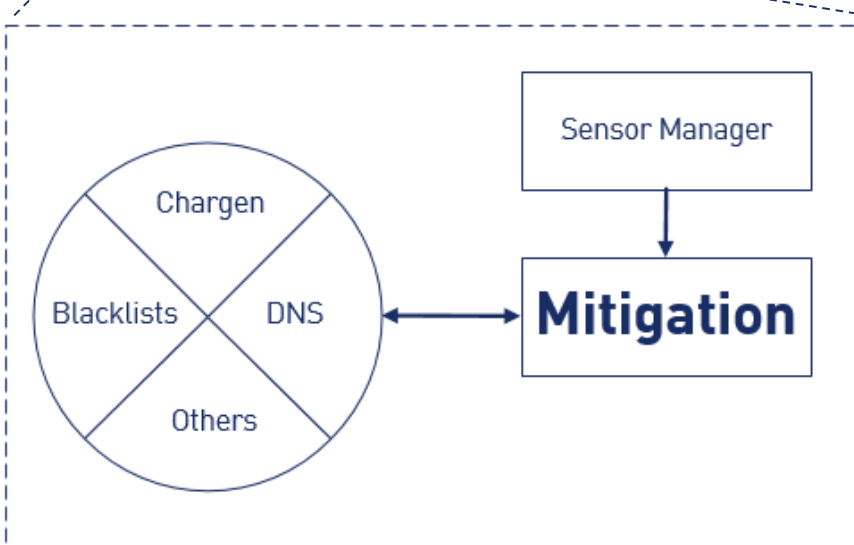 Sensor Manager
Chargen
Blacklists
DNS
Mitigation
Others